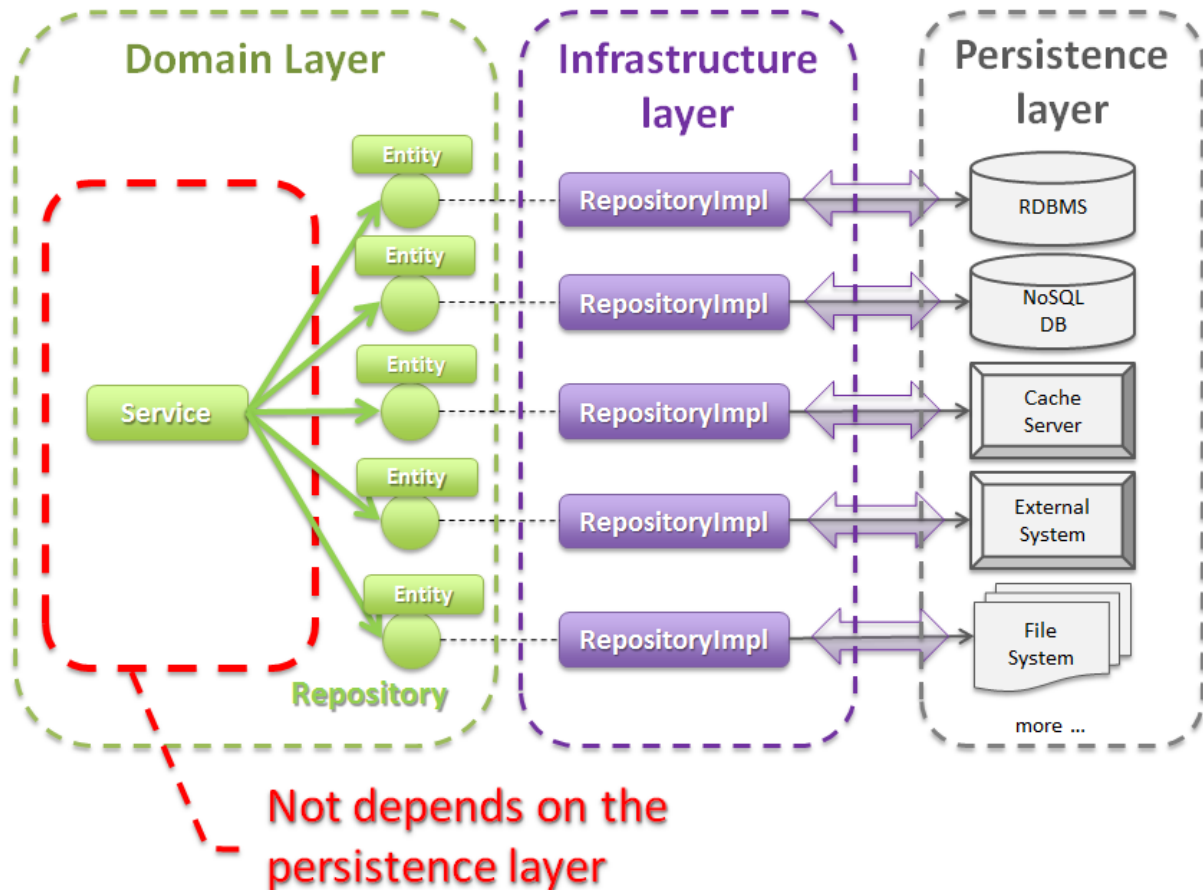 Domain Layer
Infrastructure
layer
Persistence
layer
Entity
RepositoryImpl
RDBMS
Entity
RepositoryImpl
NoSQL
DB
Entity
Service
RepositoryImpl
Cache
Server
Entity
RepositoryImpl
External
System
Entity
RepositoryImpl
File
System
Repository
more ...
Not depends on the
persistence layer